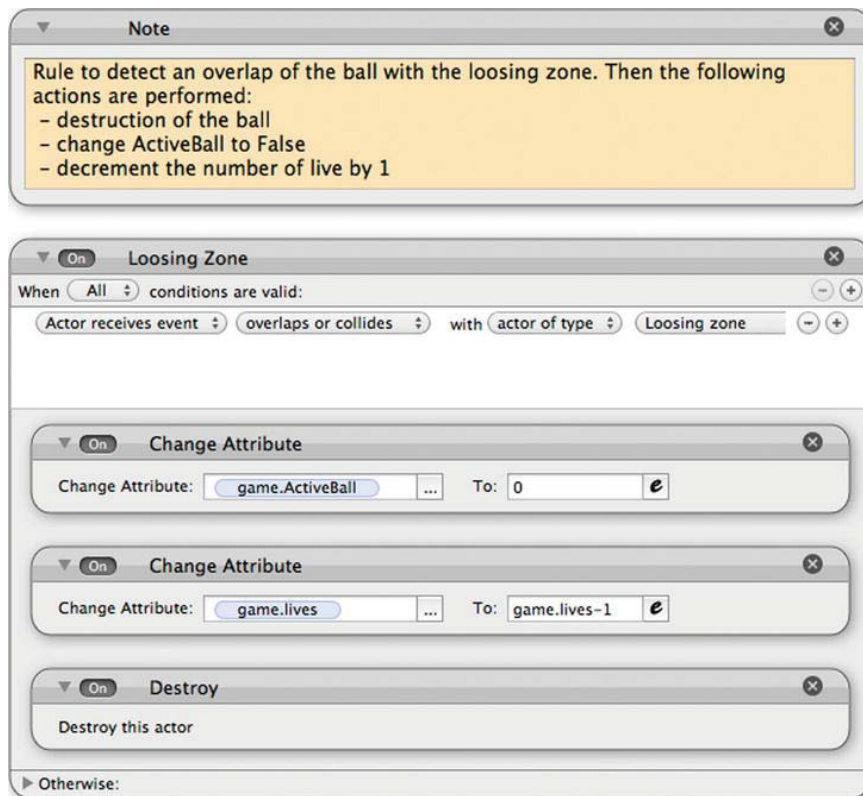 Note
Rule to detect an overlap of the ball with the loosing zone. Then the following
actions are performed:
- destruction of the ball
- change ActiveBall to False
- decrement the number of live by 1
On Loosing Zone
When All conditions are valid:
Actor receives event overlaps or collides with actor of type Loosing zone
On Change Attribute
Change Attribute: game.ActiveBall ... To: 0 e
On Change Attribute
Change Attribute: game.lives ... To: game.lives-1 e
On Destroy
Destroy this actor
Otherwise: